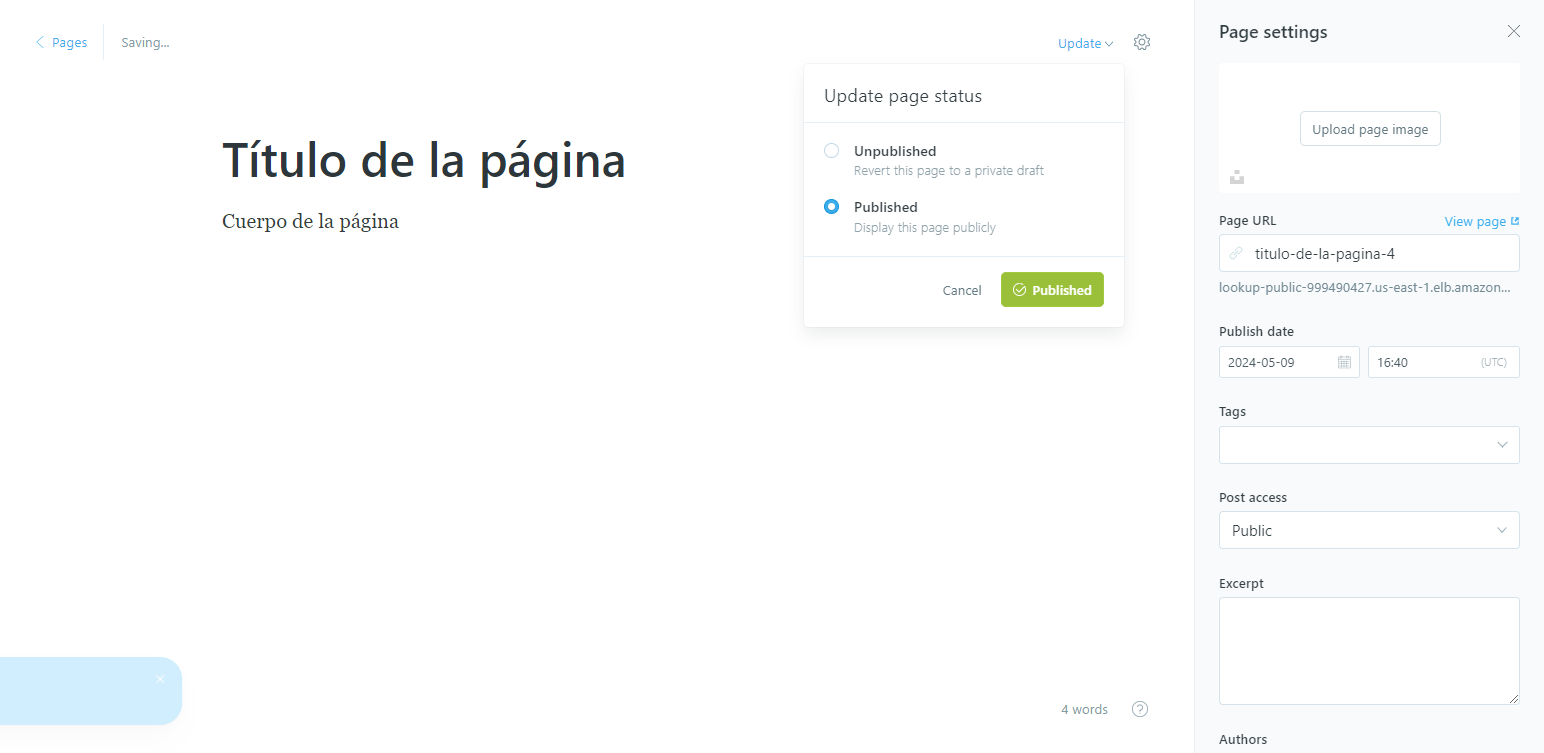 Pages
Saving...
Update
Update page status
Unpublished
Revert this page to a private draft
Published
Display this page publicly
Cancel
Published
Título de la página
Cuerpo de la página
4 words
?
Page settings
Upload page image
Page URL
View page
titulo-de-la-pagina-4
lookup-public-999490427.us-east-1.elb.amazon...
Publish date
2024-05-09
16:40
(UTC)
Tags
Post access
Public
Excerpt
Authors